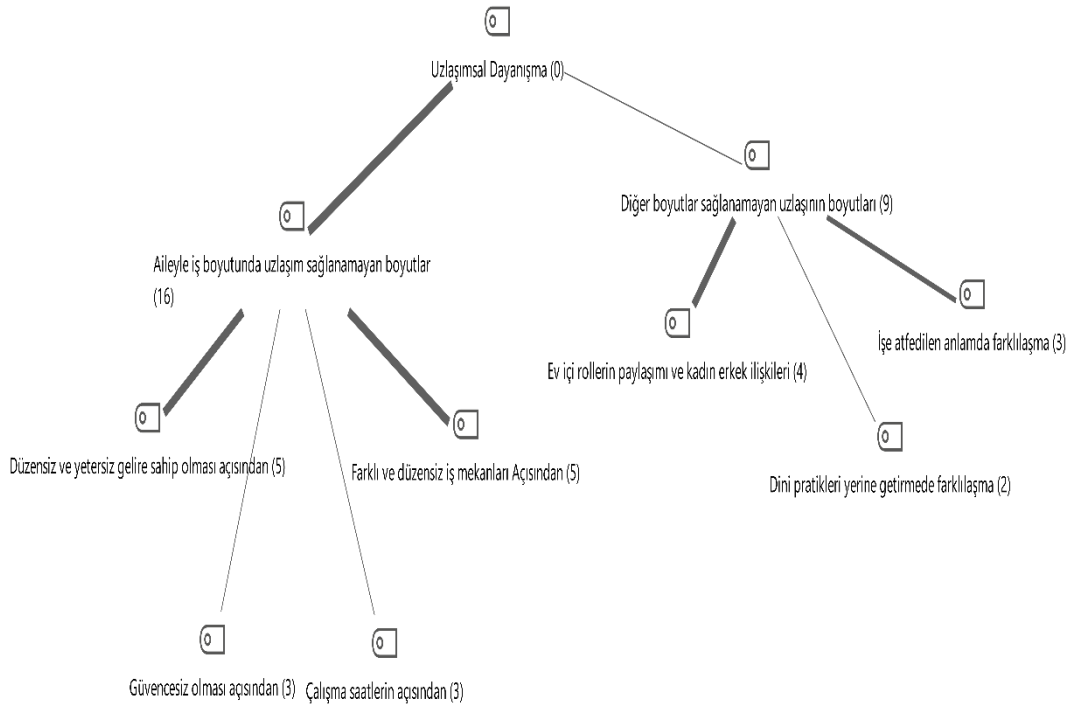 Uzlaşımsal Dayanışma (0)
Diğer boyutlar sağlanamayan uzlaşının boyutları (9)
Aileyle iş boyutunda uzlaşım sağlanamayan boyutlar
(16)
İşe atfedilen anlamda farklılaşma (3)
Ev içi rollerin paylaşımı ve kadın erkek ilişkileri (4)
Düzensiz ve yetersiz gelire sahip olması açısından (5)
Farklı ve düzensiz iş mekanları Açısından (5)
Dini pratikleri yerine getirmede farklılaşma (2)
Güvencesiz olması açısından (3)
Çalışma saatlerin açısından (3)